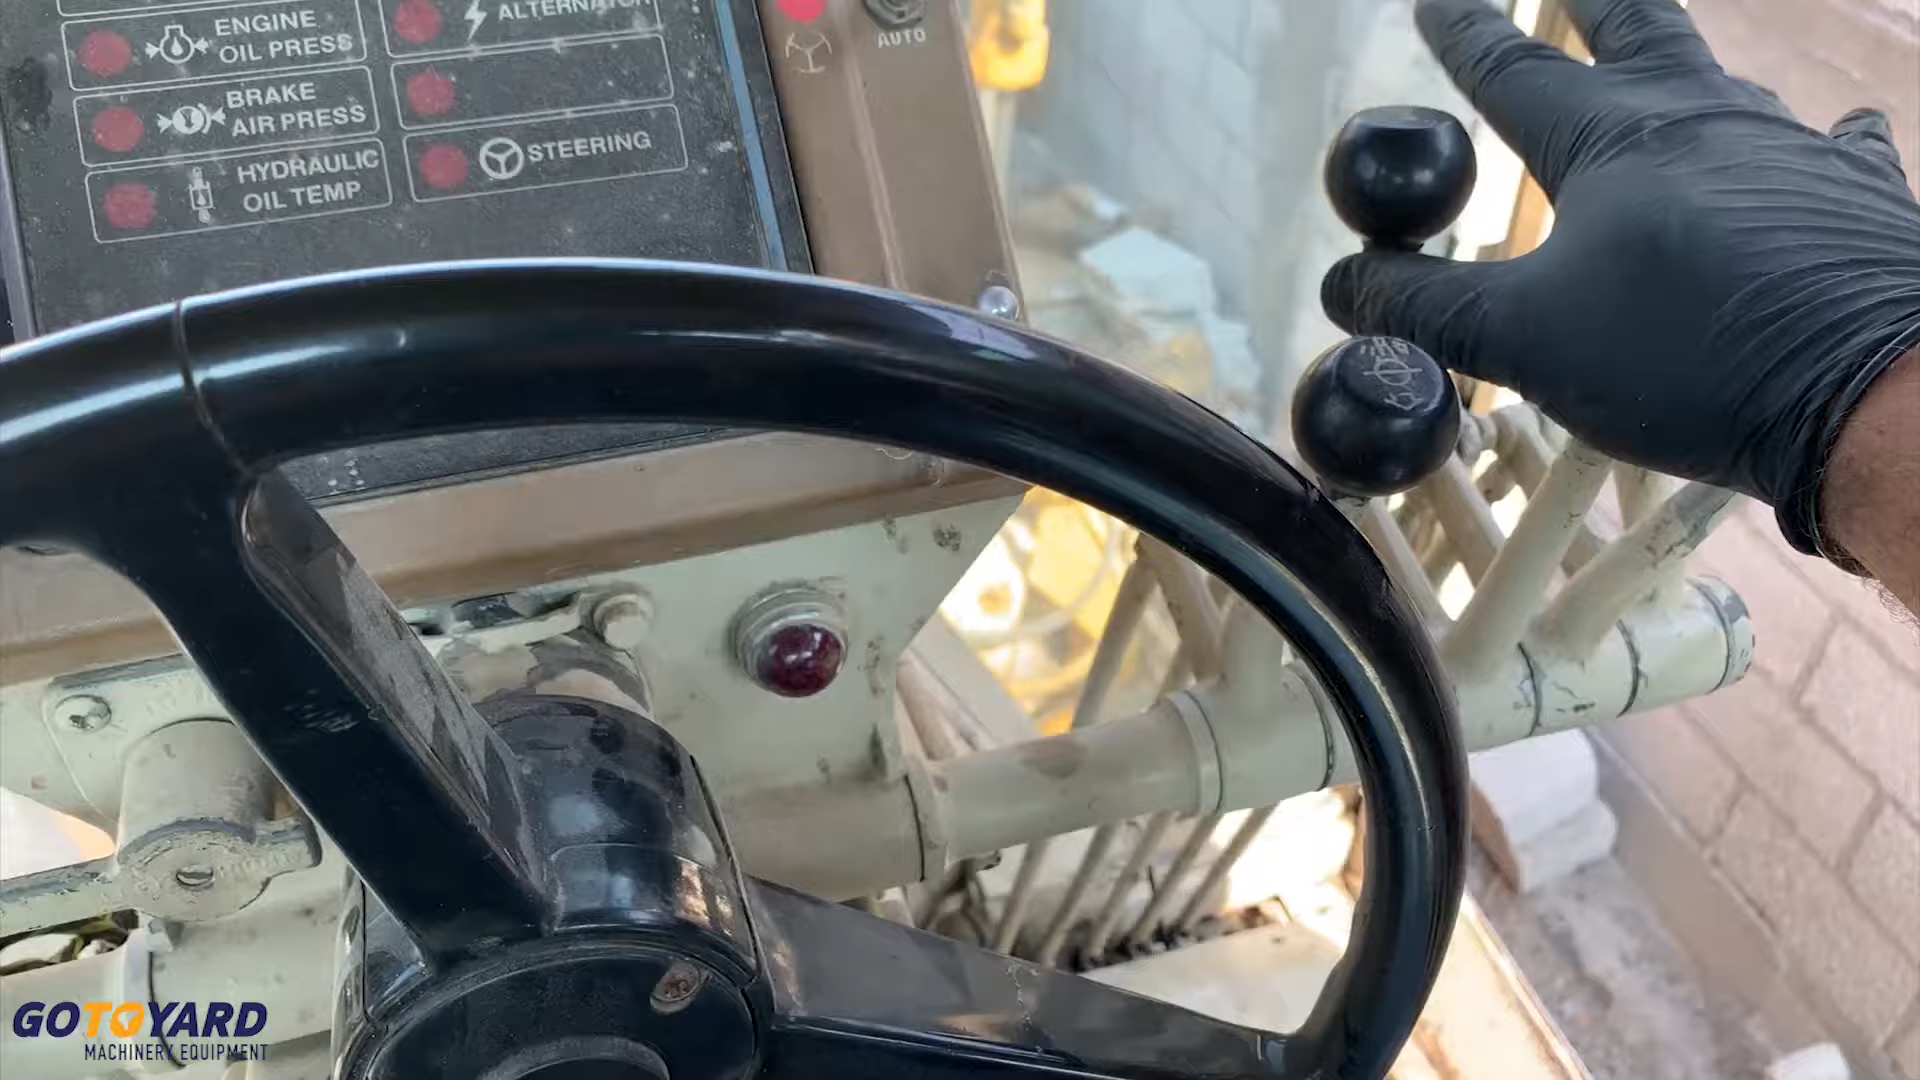 ENGINE
OIL PRESS
ALTERNATOR
AUTO
BRAKE
AIR PRESS
STEERING
HYDRAULIC
OIL TEMP
GOTOYARD
MACHINERY EQUIPMENT